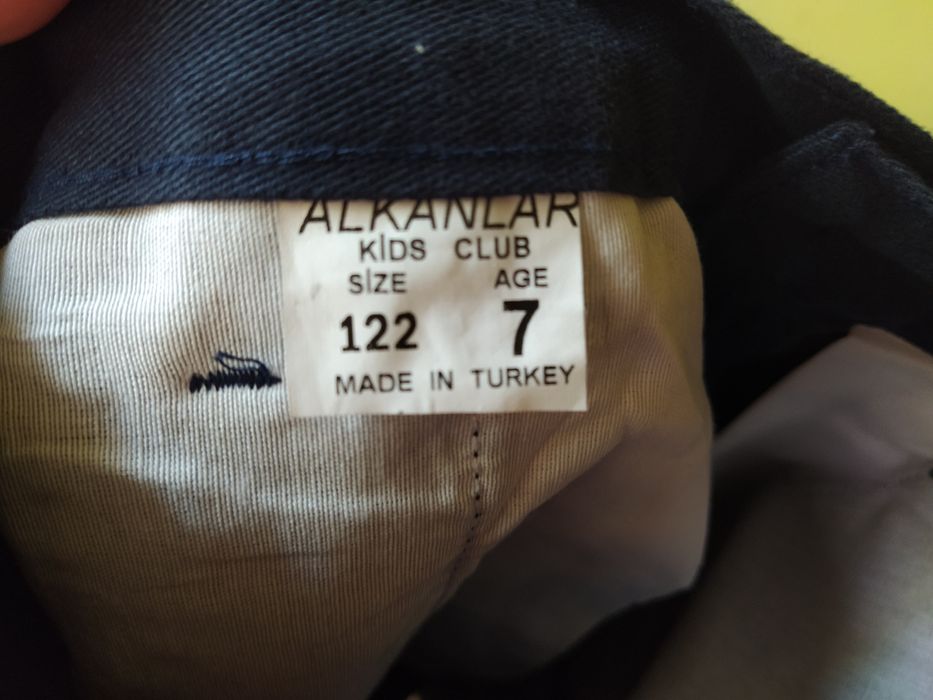 ALKANLAR
KİDS CLUB
SİZE AGE
122 7
MADE IN TURKEY